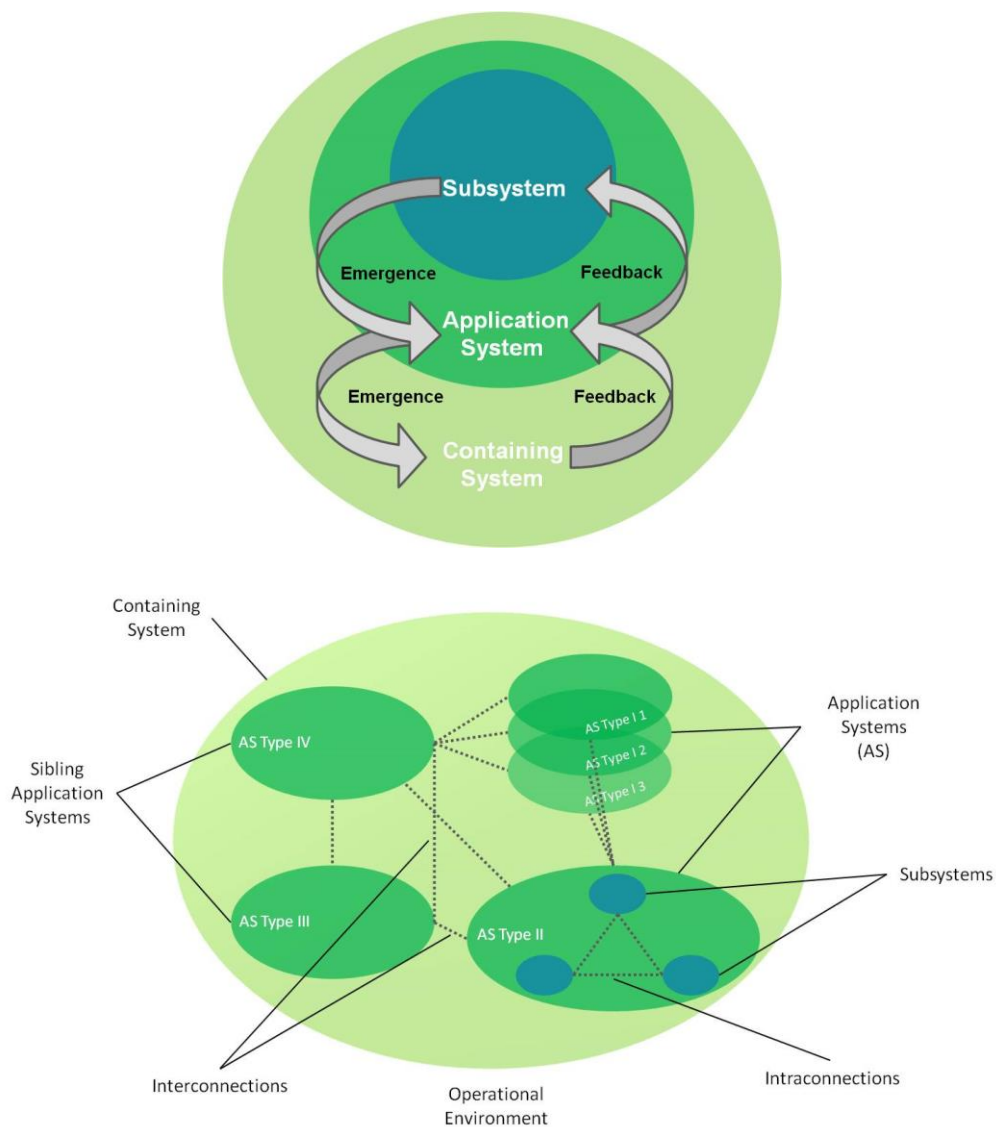 Subsystem
Emergence
Feedback
Application
System
Emergence
Feedback
Containing
System
Containing
System
AS Type I 1
Application
Systems
(AS)
AS Type IV
AS Type I 2
Sibling
Application
Systems
AS Type I 3
Subsystems
AS Type III
AS Type II
Interconnections
Intraconnections
Operational
Environment